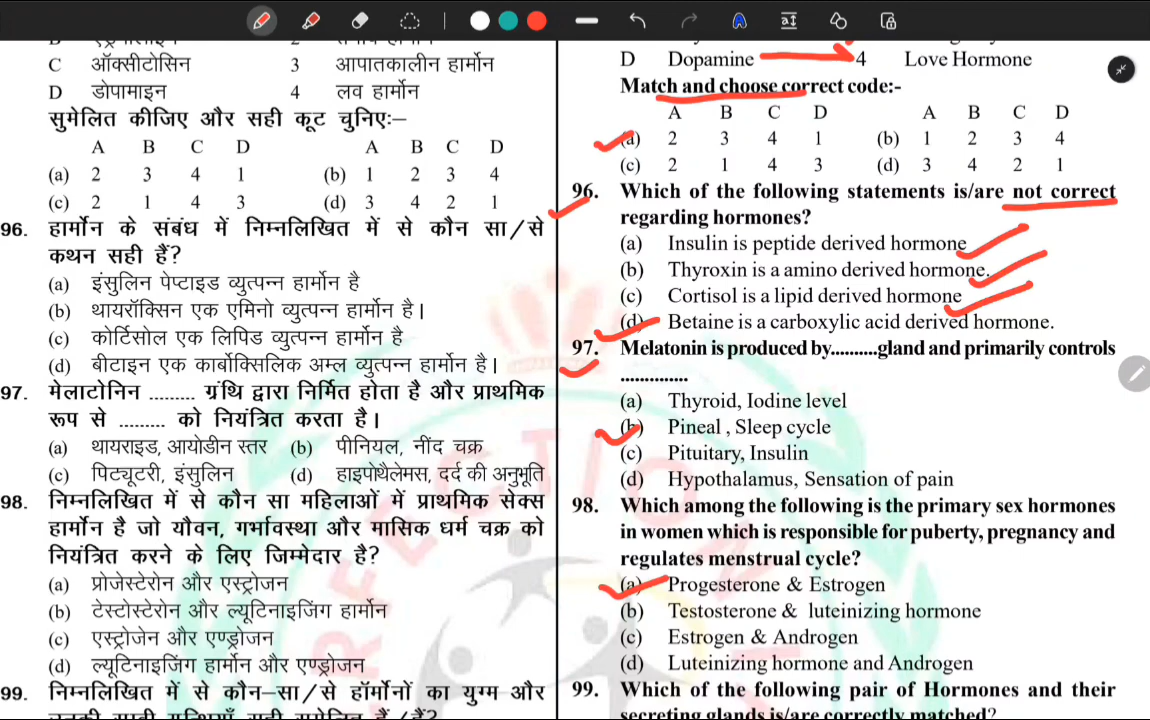 C ऑक्सीटोसिन 3 आपातकालीन हार्मोन
D डोपामाइन 4 लव हार्मोन
सुमेलित कीजिए और सही कूट चुनिएः–
A B C D A B C D
(a) 2 3 4 1 (b) 1 2 3 4
(c) 2 1 4 3 (d) 3 4 2 1
96. हार्मोन के संबंध में निम्नलिखित में से कौन सा/से
कथन सही हैं?
(a) इंसुलिन पेप्टाइड व्युत्पन्न हार्मोन है
(b) थायरॉक्सिन एक एमिनो व्युत्पन्न हार्मोन है।
(c) कोर्टिसोल एक लिपिड व्युत्पन्न हार्मोन है
(d) बीटाइन एक कार्बोक्सिलिक अम्ल व्युत्पन्न हार्मोन है।
97. मेलाटोनिन ......... ग्रंथि द्वारा निर्मित होता है और प्राथमिक
रूप से ......... को नियंत्रित करता है।
(a) थायराइड, आयोडीन स्तर (b) पीनियल, नींद चक्र
(c) पिट्यूटरी, इंसुलिन (d) हाइपोथैलेमस, दर्द की अनुभूति
98. निम्नलिखित में से कौन सा महिलाओं में प्राथमिक सेक्स
हार्मोन है जो यौवन, गर्भावस्था और मासिक धर्म चक्र को
नियंत्रित करने के लिए जिम्मेदार है?
(a) प्रोजेस्टेरोन और एस्ट्रोजन
(b) टेस्टोस्टेरोन और ल्यूटिनाइजिंग हार्मोन
(c) एस्ट्रोजेन और एण्ड्रोजन
(d) ल्यूटिनाइजिंग हार्मोन और एण्ड्रोजन
99. निम्नलिखित में से कौन–सा/से हॉर्मोनों का युग्म और
D Dopamine 4 Love Hormone
Match and choose correct code:-
A B C D A B C D
(a) 2 3 4 1 (b) 1 2 3 4
(c) 2 1 4 3 (d) 3 4 2 1
96. Which of the following statements is/are not correct
regarding hormones?
(a) Insulin is peptide derived hormone
(b) Thyroxin is a amino derived hormone.
(c) Cortisol is a lipid derived hormone
(d) Betaine is a carboxylic acid derived hormone.
97. Melatonin is produced by..........gland and primarily controls
...............
(a) Thyroid, Iodine level
(b) Pineal , Sleep cycle
(c) Pituitary, Insulin
(d) Hypothalamus, Sensation of pain
98. Which among the following is the primary sex hormones
in women which is responsible for puberty, pregnancy and
regulates menstrual cycle?
(a) Progesterone & Estrogen
(b) Testosterone & luteinizing hormone
(c) Estrogen & Androgen
(d) Luteinizing hormone and Androgen
99. Which of the following pair of Hormones and their
secreting glands is/are correctly matched?